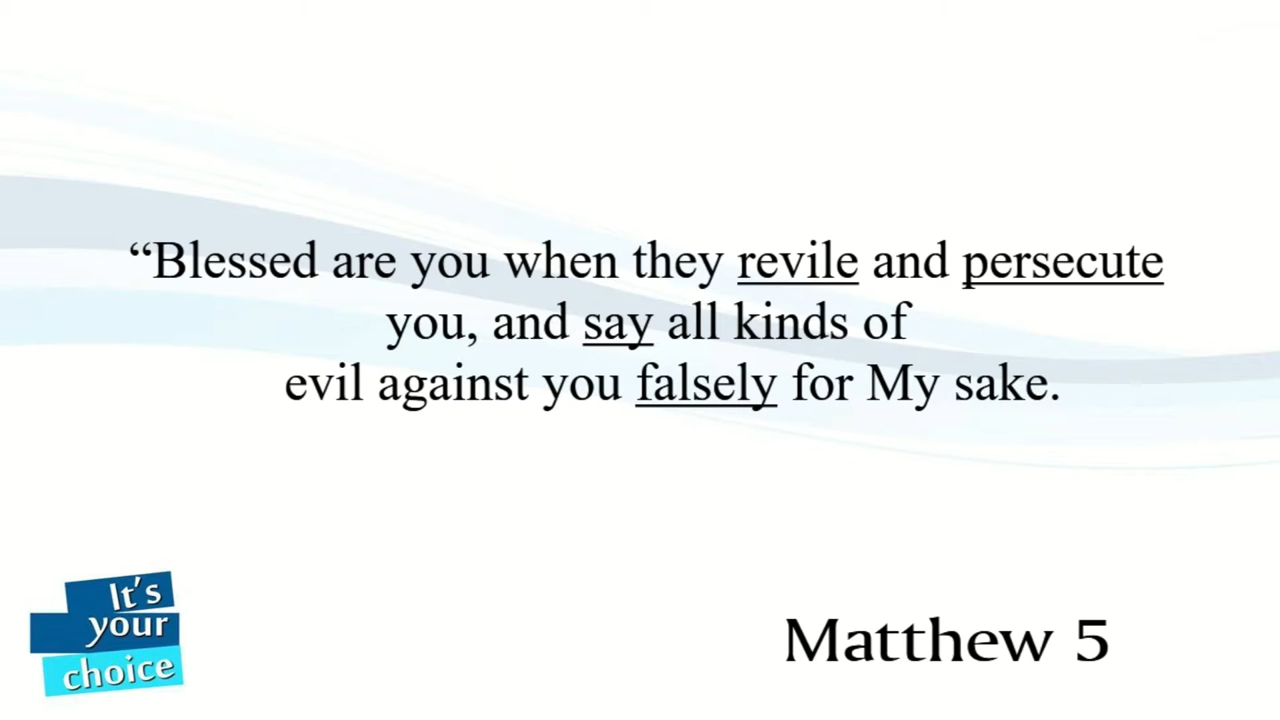 “Blessed are you when they revile and persecute
you, and say all kinds of
evil against you falsely for My sake.
It's
your
choice
Matthew 5